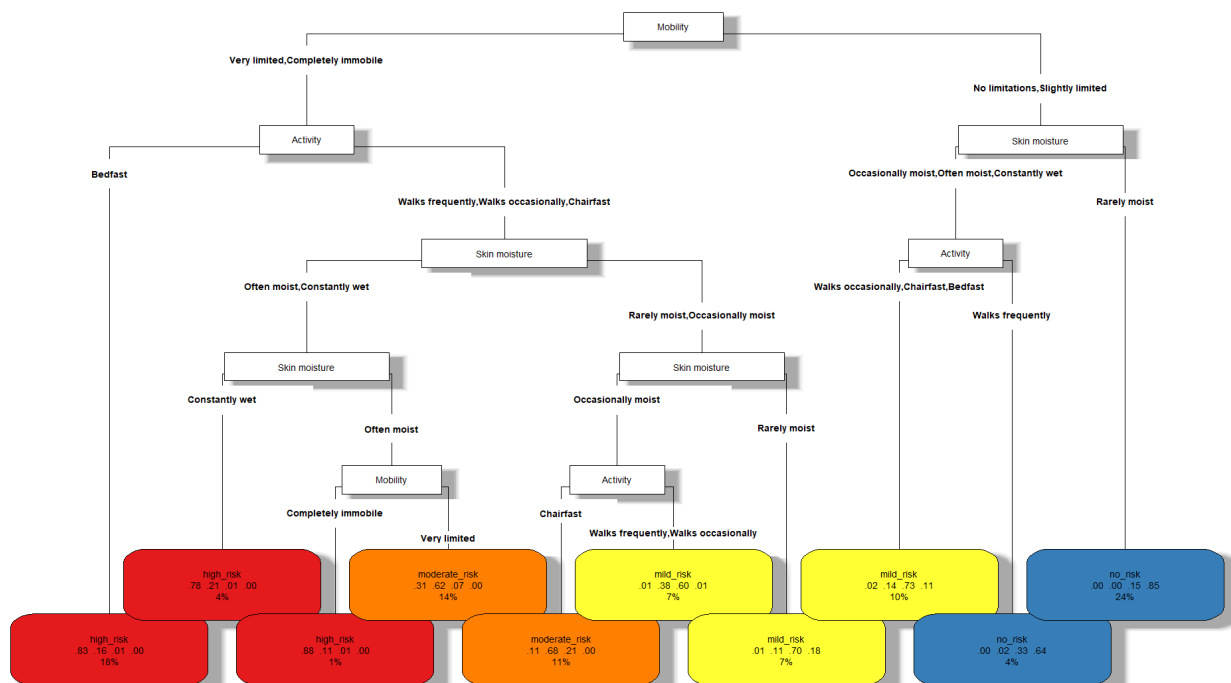 Mobility
Very limited,Completely immobile
No limitations,Slightly limited
Activity
Skin moisture
Bedfast
Occasionally moist,Often moist,Constantly wet
Rarely moist
Walks frequently,Walks occasionally,Chairfast
Skin moisture
Activity
Often moist,Constantly wet
Walks occasionally,Chairfast,Bedfast
Rarely moist,Occasionally moist
Walks frequently
Skin moisture
Skin moisture
Constantly wet
Occasionally moist
Often moist
Rarely moist
Mobility
Activity
Completely immobile
Chairfast
Very limited
Walks frequently,Walks occasionally
high_risk
.78 .21 .01 .00
4%
moderate_risk
.31 .62 .07 .00
14%
mild_risk
.01 .38 .60 .01
7%
mild_risk
.02 .14 .73 .11
10%
no_risk
.00 .00 .15 .85
24%
high_risk
.83 .16 .01 .00
18%
high_risk
.88 .11 .01 .00
1%
moderate_risk
.11 .68 .21 .00
11%
mild_risk
.01 .11 .70 .18
7%
no_risk
.00 .02 .33 .64
4%